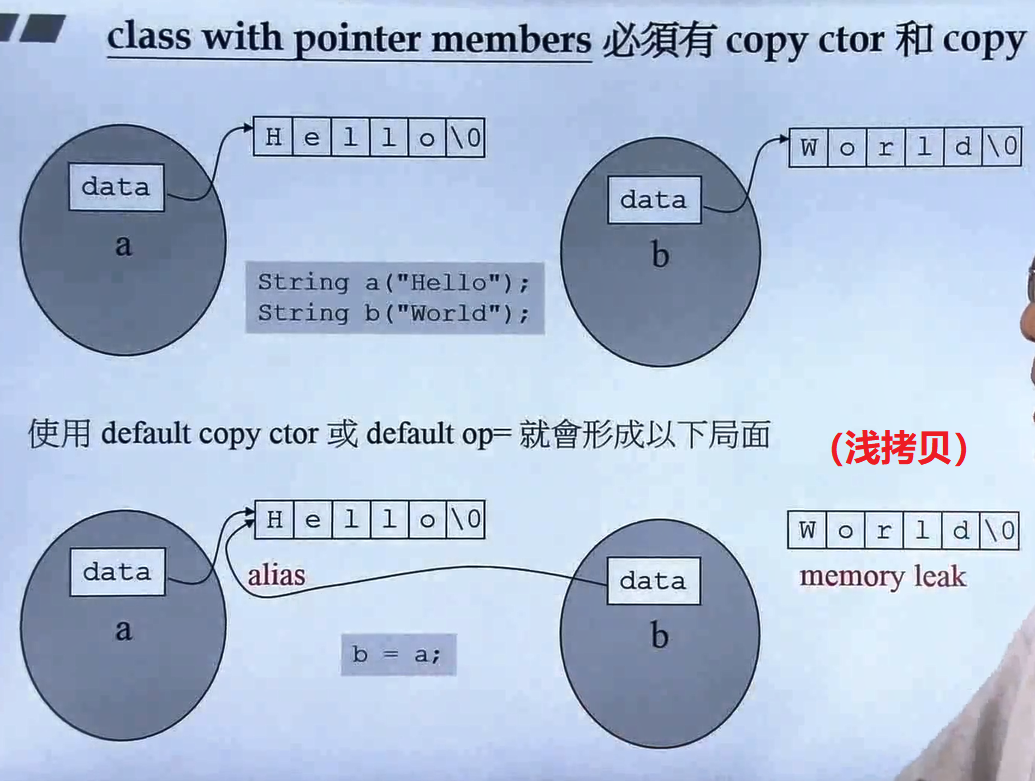 class with pointer members 必須有 copy ctor 和 copy
H e l l o \0
W o r l d \0
data
data
a
b
String a("Hello");
String b("World");
使用 default copy ctor 或 default op= 就會形成以下局面
(浅拷贝)
H e l l o \0
W o r l d \0
data
alias
data
memory leak
a
b
b = a;